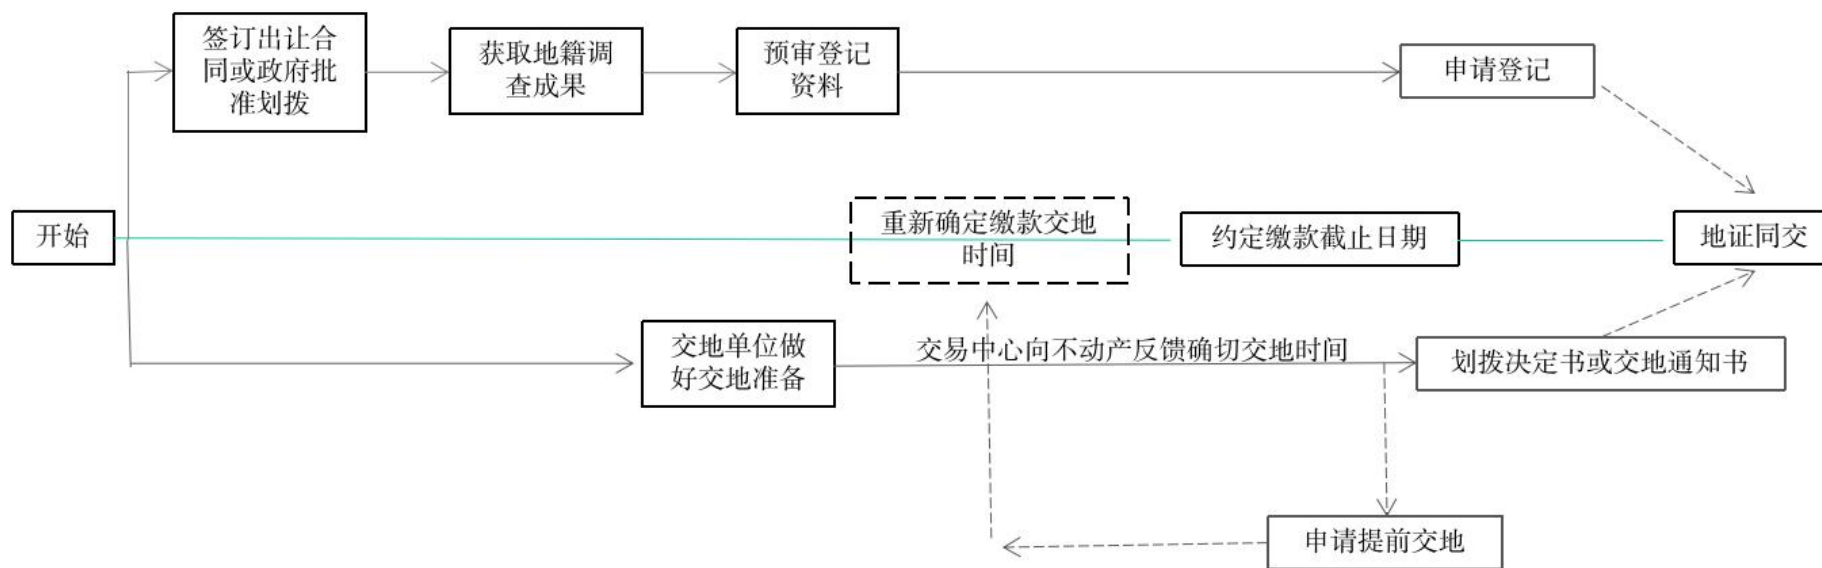 签订出让合
同或政府批
准划拨
获取地籍调
查成果
预审登记
资料
申请登记
开始
重新确定缴款交地
时间
约定缴款截止日期
地证同交
交地单位做
好交地准备
交易中心向不动产反馈确切交地时间
划拨决定书或交地通知书
申请提前交地